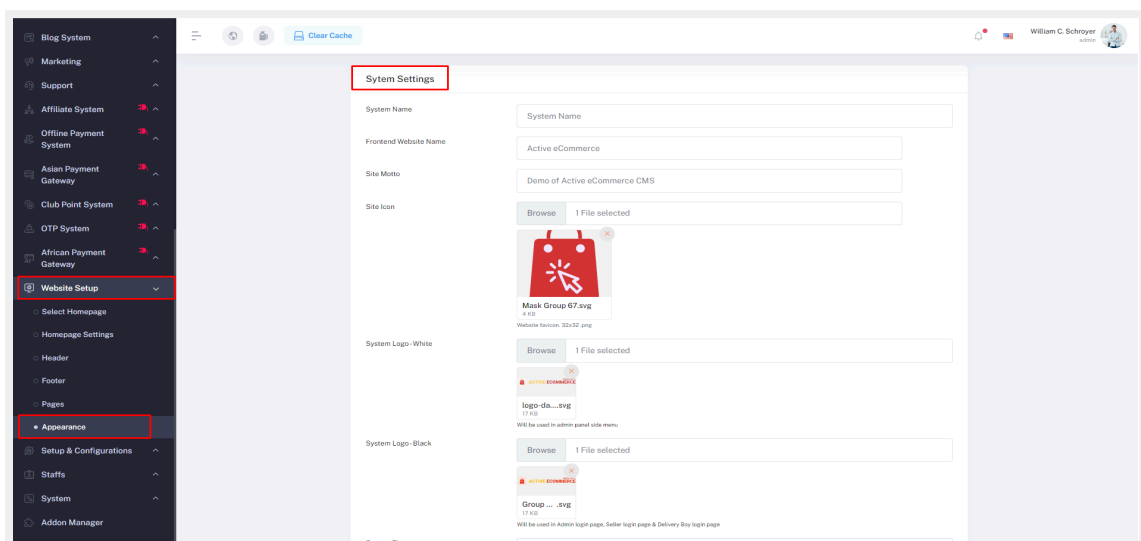 Blog System
Marketing
Support
Affiliate System
Offline Payment
System
Asian Payment
Gateway
Club Point System
OTP System
African Payment
Gateway
Website Setup
Select Homepage
Homepage Settings
Header
Footer
Pages
Appearance
Setup & Configurations
Staffs
System
Addon Manager
Clear Cache
William C. Schroyer
admin
Sytem Settings
System Name
System Name
Frontend Website Name
Active eCommerce
Site Motto
Demo of Active eCommerce CMS
Site Icon
Browse 1 File selected
Mask Group 67.svg
4 KB
Website favicon. 32x32 .png
System Logo - White
Browse 1 File selected
ACTIVE ECOMMERCE
logo-da....svg
17 KB
Will be used in admin panel side menu
System Logo - Black
Browse 1 File selected
ACTIVE ECOMMERCE
Group ... .svg
17 KB
Will be used in Admin login page, Seller login page & Delivery Boy login page